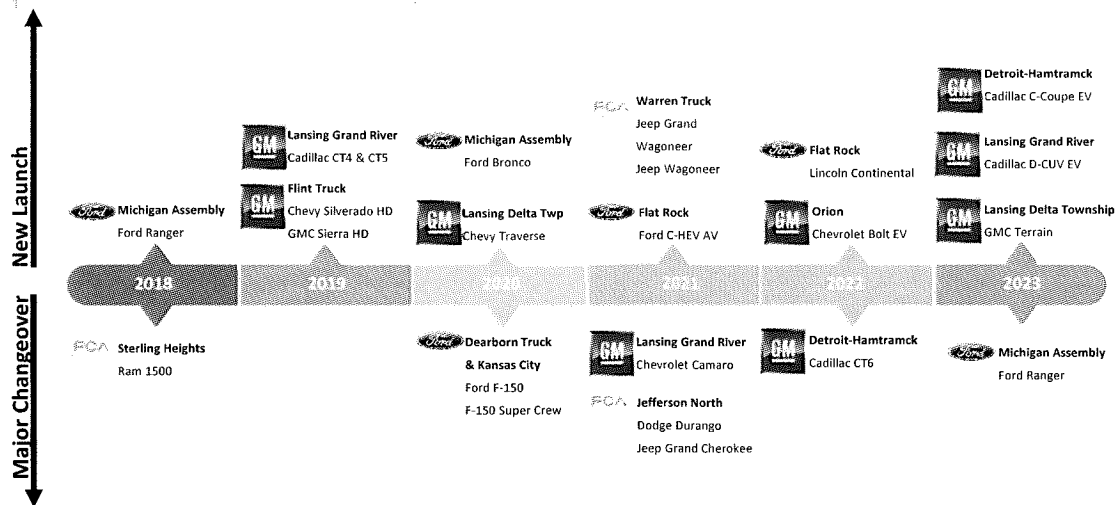 New Launch
Major Changeover
Ford
Michigan Assembly
Ford Ranger
2018
FCA
Sterling Heights
Ram 1500
GM
Lansing Grand River
Cadillac CT4 & CT5
GM
Flint Truck
Chevy Silverado HD
GMC Sierra HD
2019
Ford
Michigan Assembly
Ford Bronco
GM
Lansing Delta Twp
Chevy Traverse
2020
Ford
Dearborn Truck
& Kansas City
Ford F-150
F-150 Super Crew
FCA
Warren Truck
Jeep Grand
Wagoneer
Jeep Wagoneer
Ford
Flat Rock
Ford C-HEV AV
2021
GM
Lansing Grand River
Chevrolet Camaro
FCA
Jefferson North
Dodge Durango
Jeep Grand Cherokee
Ford
Flat Rock
Lincoln Continental
GM
Orion
Chevrolet Bolt EV
2022
GM
Detroit-Hamtramck
Cadillac CT6
GM
Detroit-Hamtramck
Cadillac C-Coupe EV
GM
Lansing Grand River
Cadillac D-CUV EV
GM
Lansing Delta Township
GMC Terrain
2023
Ford
Michigan Assembly
Ford Ranger